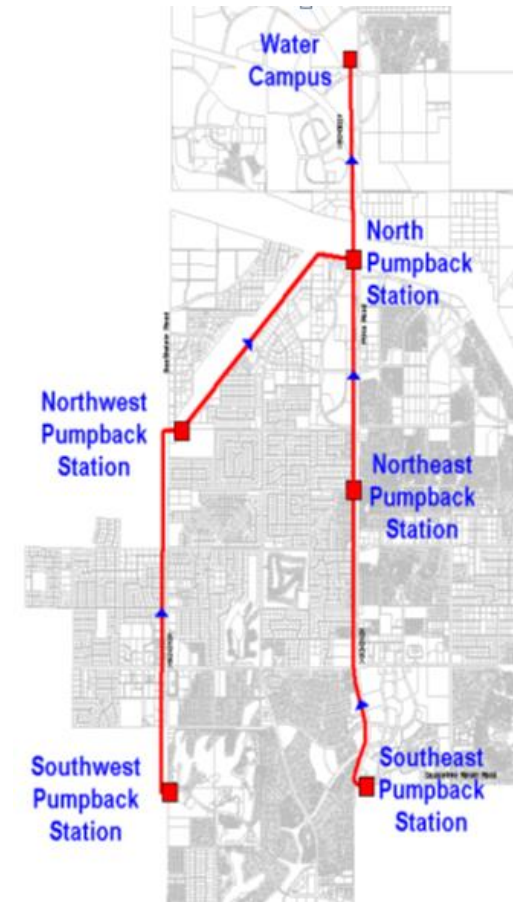 Water
Campus
North
Pumpback
Station
Northwest
Pumpback
Station
Northeast
Pumpback
Station
Southwest
Pumpback
Station
Southeast
Pumpback
Station